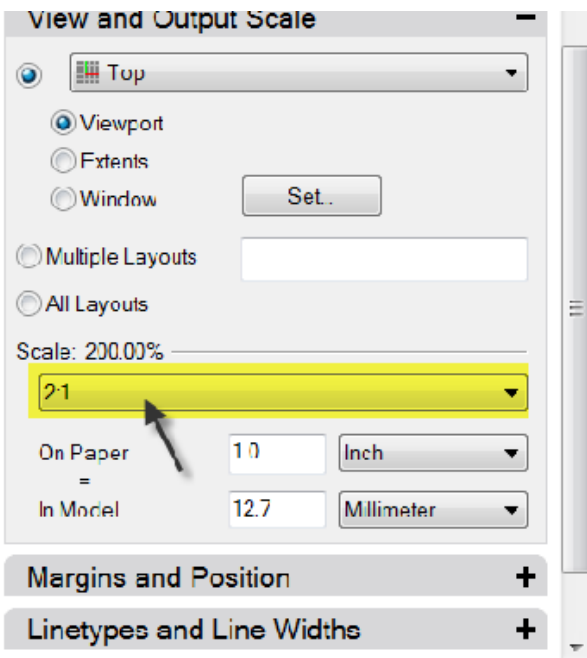 View and Output Scale
Top
Viewport
Extents
Window
Set..
Multiple Layouts
All Layouts
Scale: 200.00%
2:1
On Paper
1.0
Inch
=
In Model
12.7
Millimeter
Margins and Position
Linetypes and Line Widths